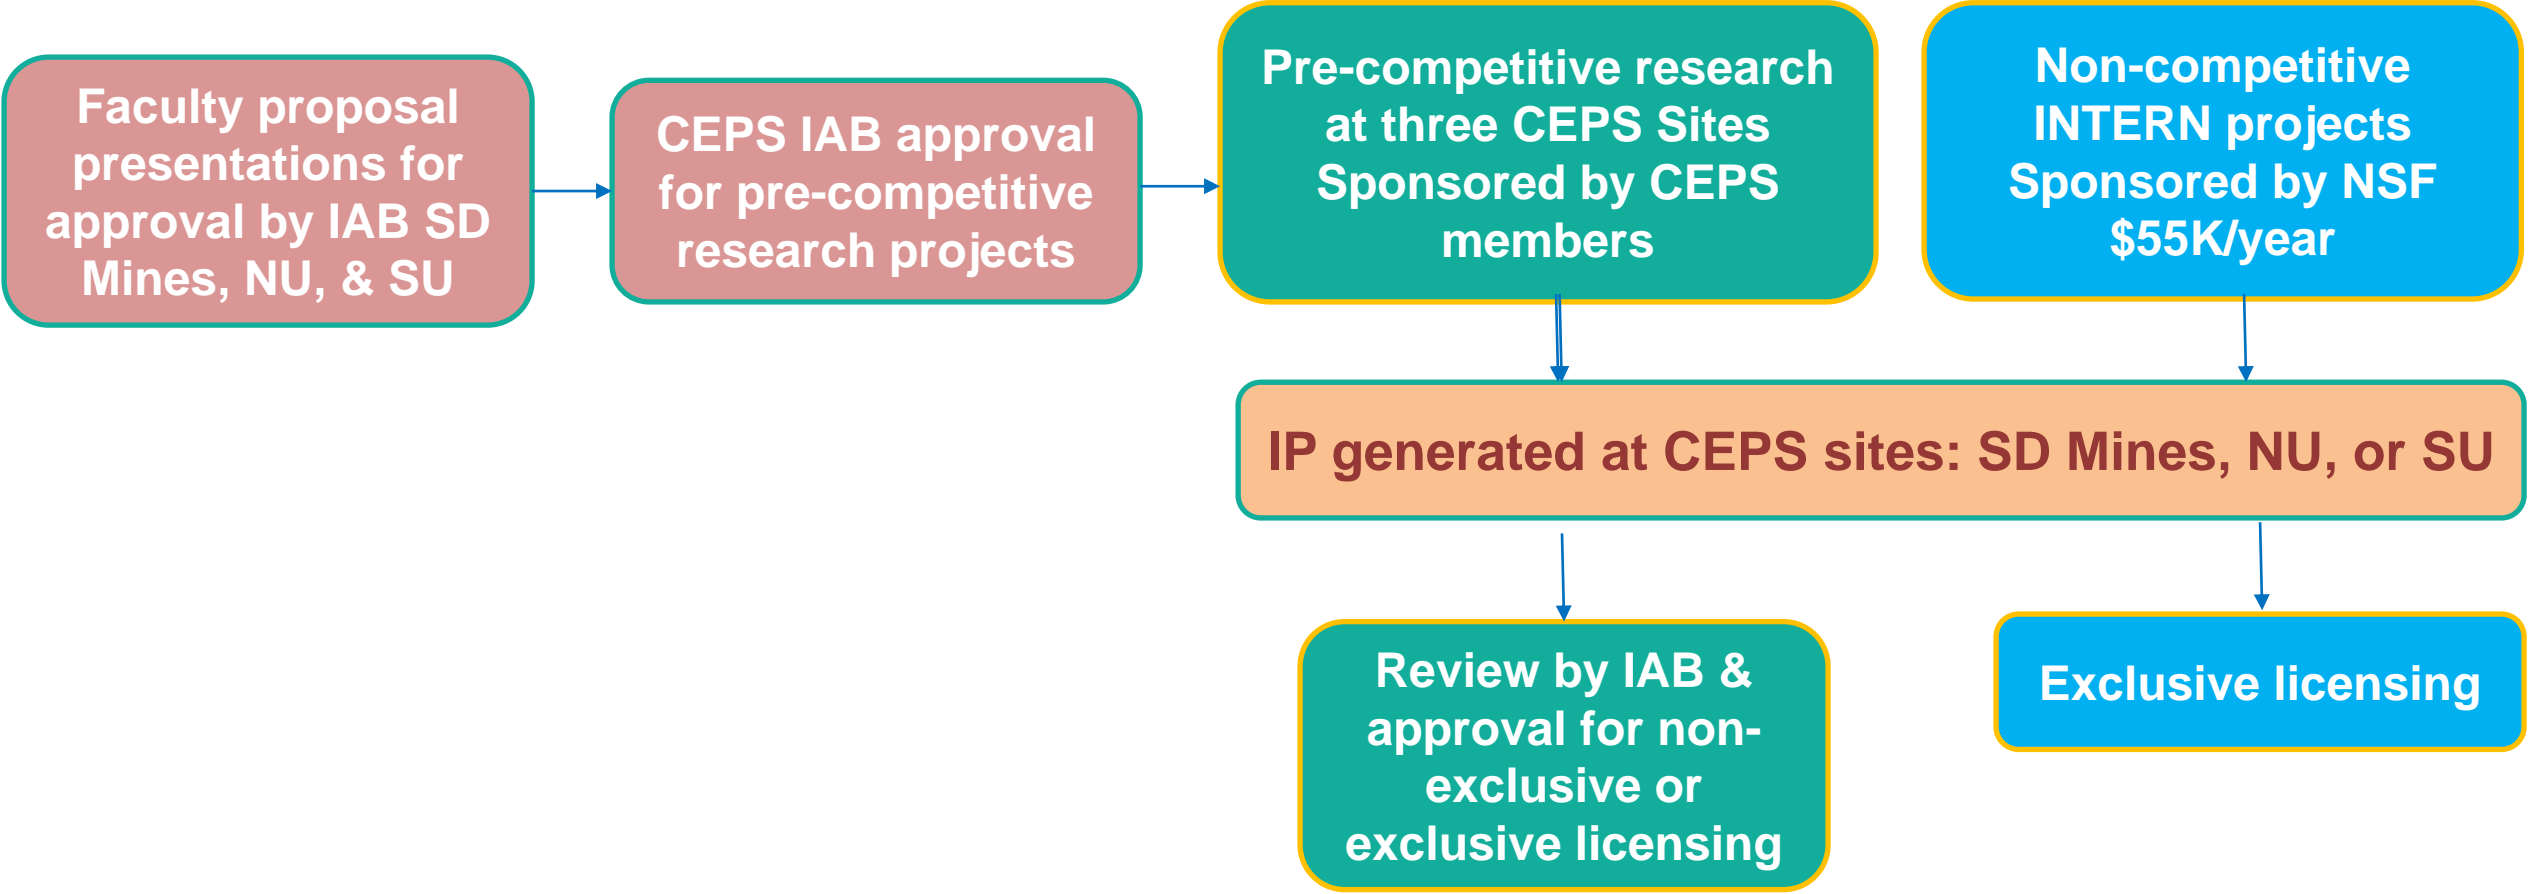 Faculty proposal
presentations for
approval by IAB SD
Mines, NU, & SU
CEPS IAB approval
for pre-competitive
research projects
Pre-competitive research
at three CEPS Sites
Sponsored by CEPS
members
Non-competitive
INTERN projects
Sponsored by NSF
$55K/year
IP generated at CEPS sites: SD Mines, NU, or SU
Review by IAB &
approval for non-
exclusive or
exclusive licensing
Exclusive licensing